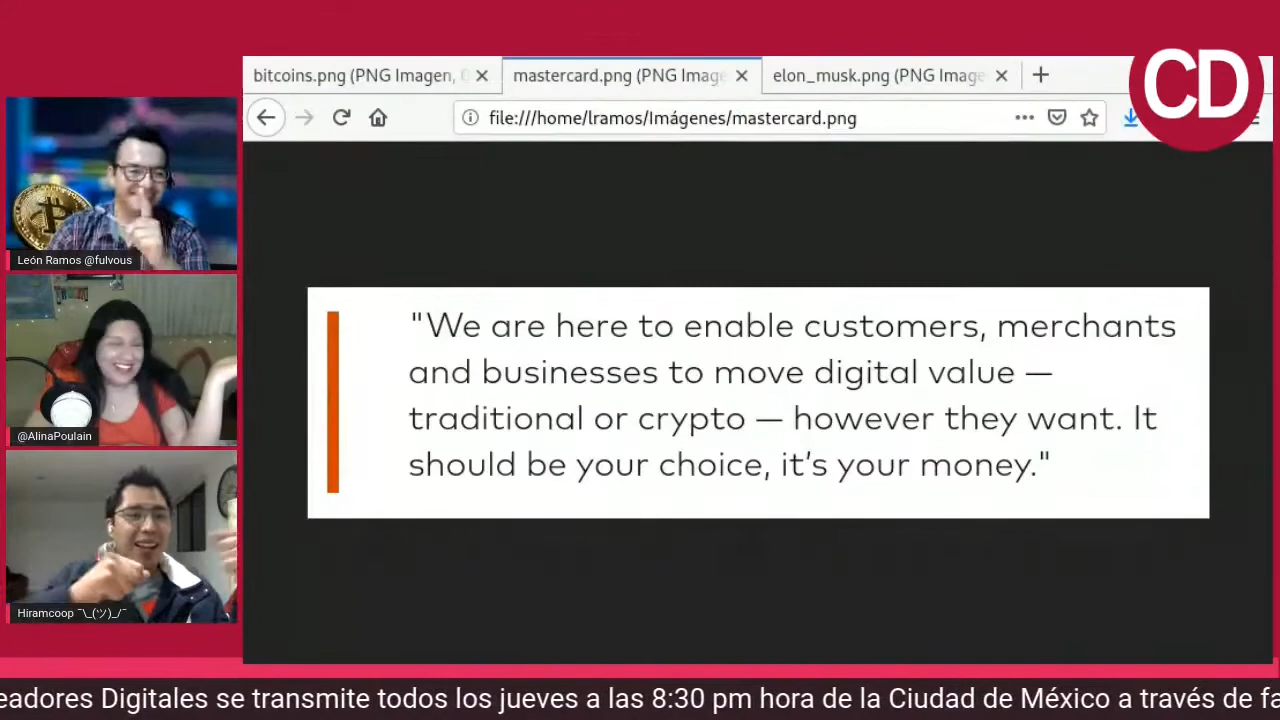 bitcoins.png (PNG Imagen,
mastercard.png (PNG Image
elon_musk.png (PNG Image
file:///home/lramos/Imágenes/mastercard.png
CD
León Ramos @fulvous
@AlinaPoulain
Hiramcoop ¯\_(ツ)_/¯
"We are here to enable customers, merchants
and businesses to move digital value —
traditional or crypto — however they want. It
should be your choice, it's your money."
eadores Digitales se transmite todos los jueves a las 8:30 pm hora de la Ciudad de México a través de fa